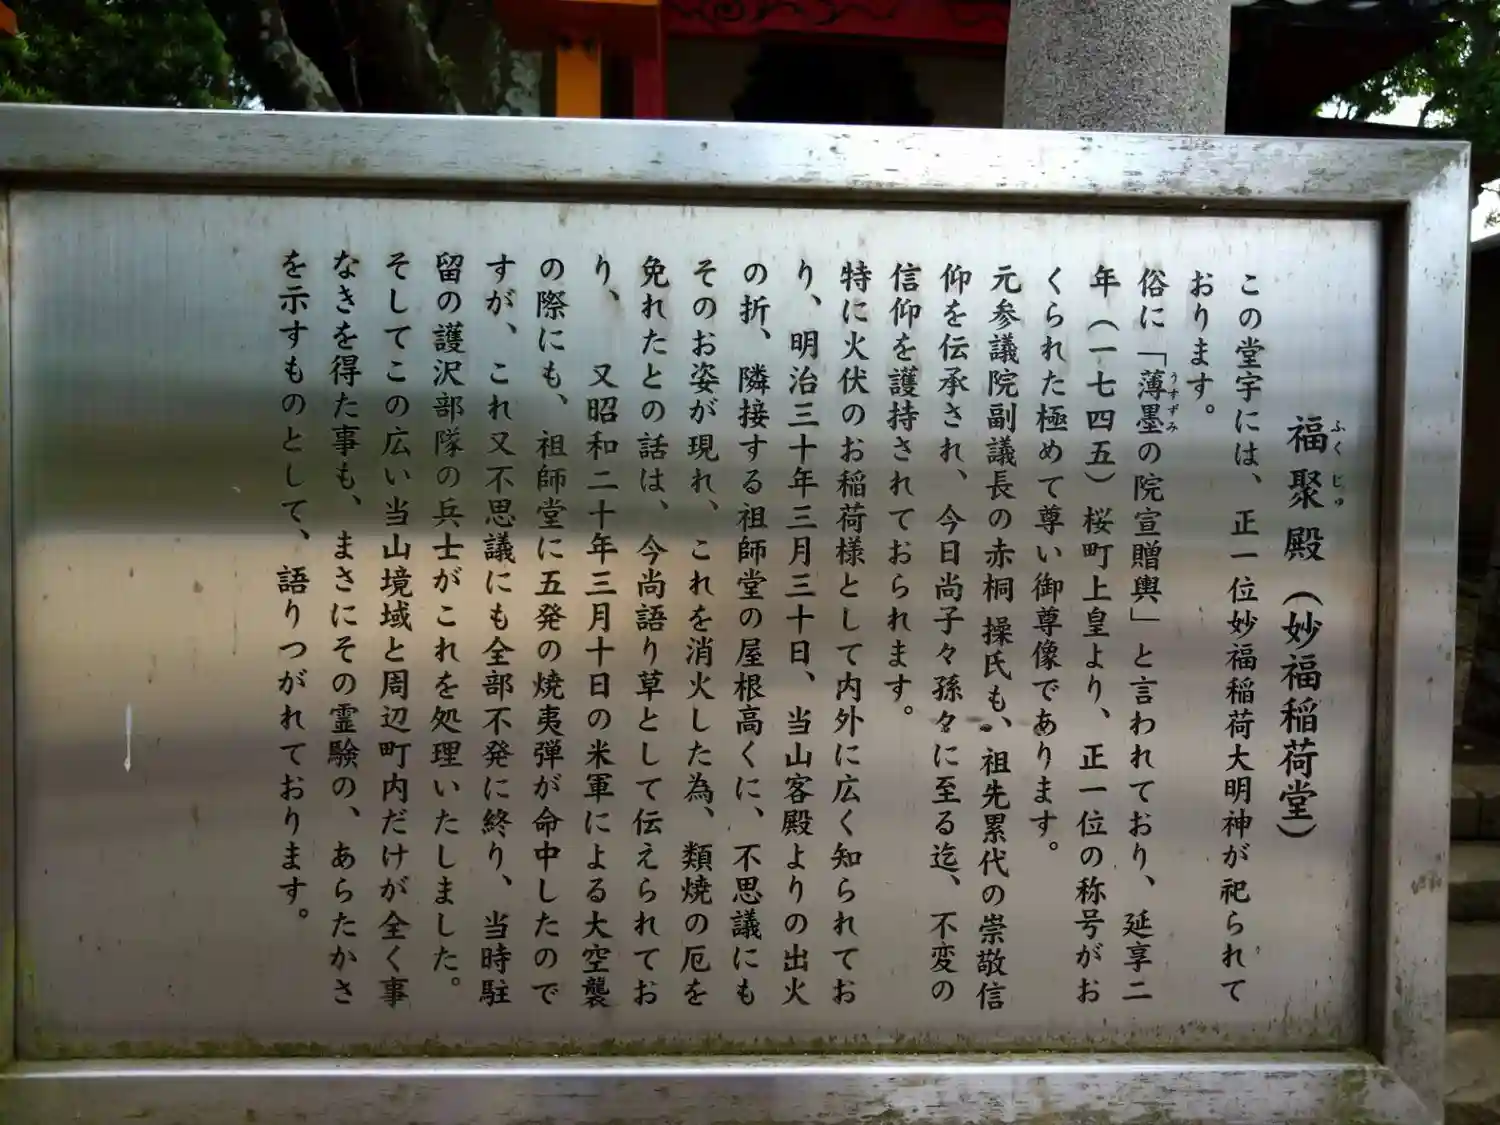 福聚殿（妙福稲荷堂）
ふくじゅ
この堂宇には、正一位妙福稲荷大明神が祀られて
おります。
俗に「薄墨の院宣贈輿」と言われており、延享二
うすずみ
年（一七四五）桜町上皇より、正一位の称号がお
くられた極めて尊い御尊像であります。
元参議院副議長の赤桐 操氏も、祖先累代の崇敬信
仰を伝承され、今日尚子々孫々に至る迄、不変の
信仰を護持されておられます。
特に火伏のお稲荷様として内外に広く知られてお
り、明治三十年三月三十日、当山客殿よりの出火
の折、隣接する祖師堂の屋根高くに、不思議にも
そのお姿が現れ、これを消火した為、類焼の厄を
免れたとの話は、今尚語り草として伝えられてお
り、　又昭和二十年三月十日の米軍による大空襲
の際にも、祖師堂に五発の焼夷弾が命中したので
すが、これ又不思議にも全部不発に終り、当時駐
留の護沢部隊の兵士がこれを処理いたしました。
そしてこの広い当山境域と周辺町内だけが全く事
なきを得た事も、まさにその霊験の、あらたかさ
を示すものとして、語りつがれております。